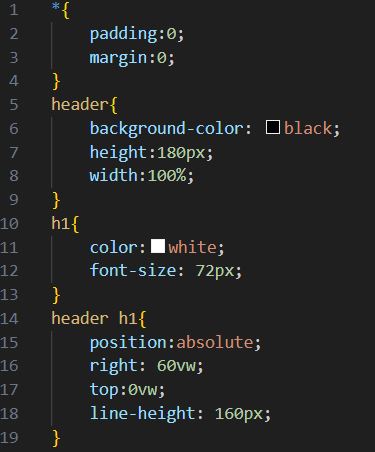 1 *{
2 padding:0;
3 margin:0;
4 }
5 header{
6 background-color: black;
7 height:180px;
8 width:100%;
9 }
10 h1{
11 color:white;
12 font-size: 72px;
13 }
14 header h1{
15 position:absolute;
16 right: 60vw;
17 top:0vw;
18 line-height: 160px;
19 }